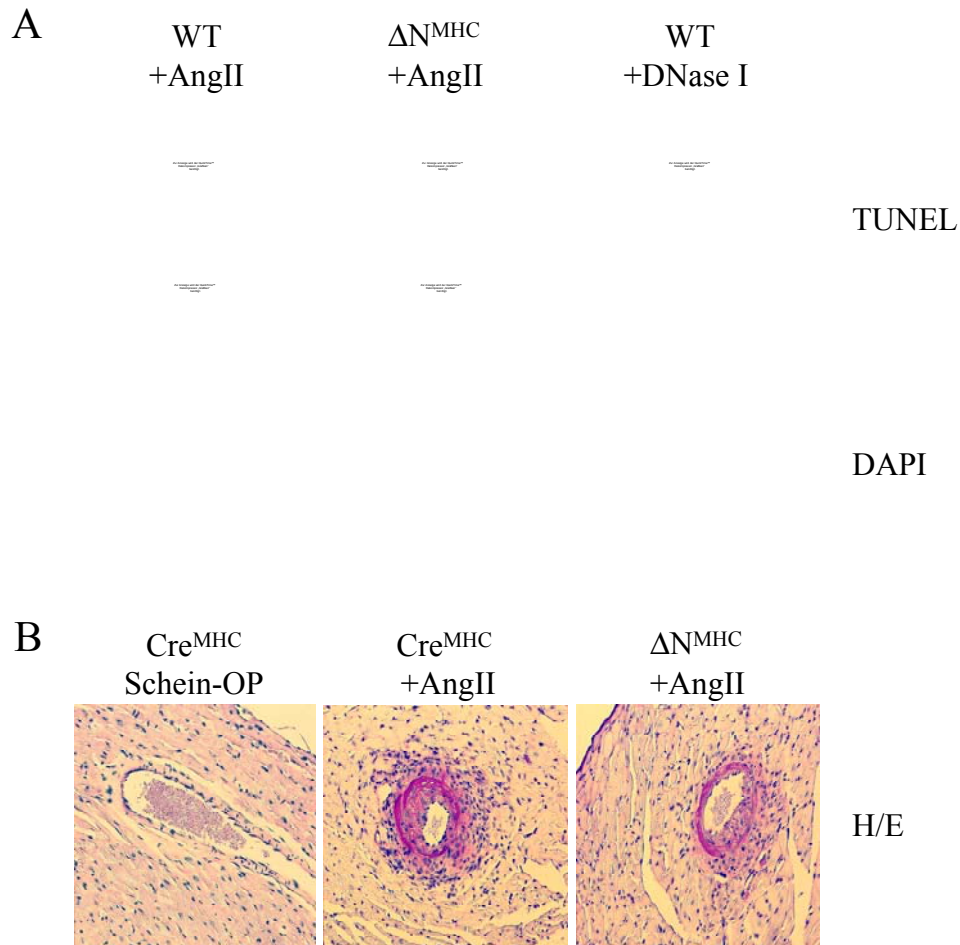 A
WT
+AngII
ΔN^MHC
+AngII
WT
+DNase I
TUNEL
DAPI
B
Cre^MHC
Schein-OP
Cre^MHC
+AngII
ΔN^MHC
+AngII
H/E